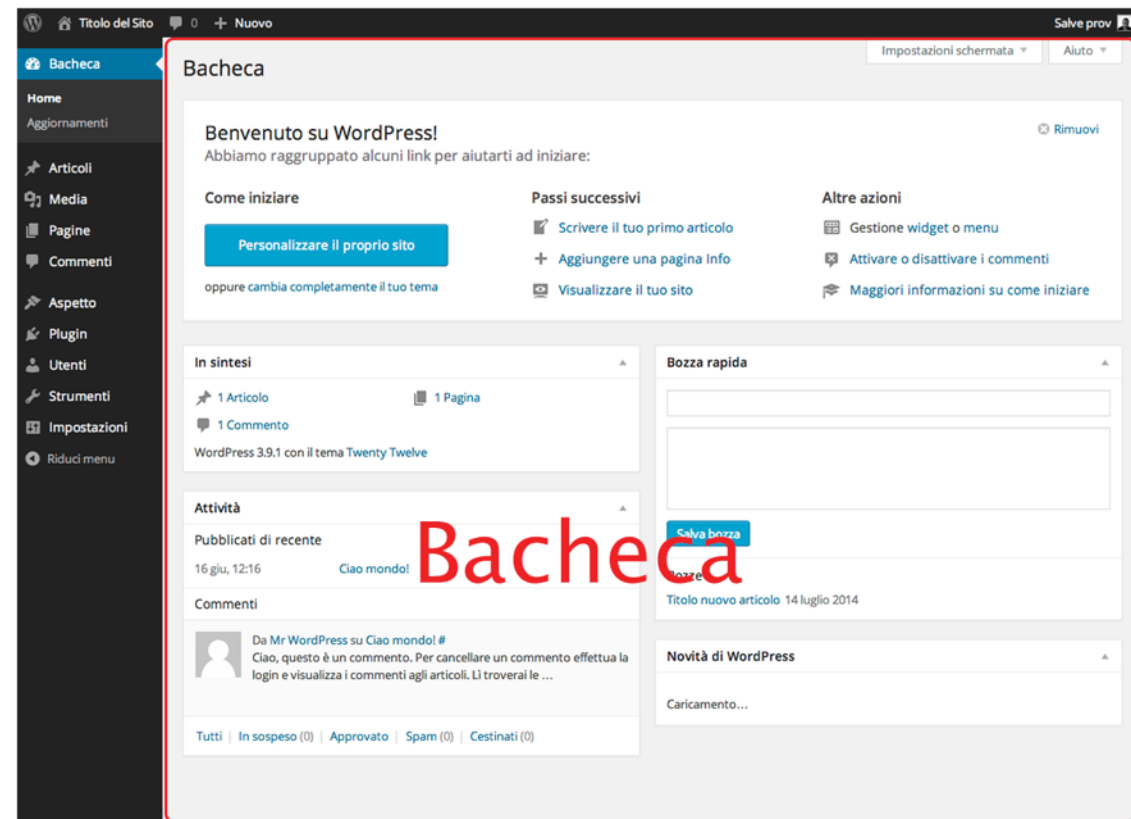 Titolo del Sito 0 + Nuovo Salve prov
Bacheca
Home
Aggiornamenti
Articoli
Media
Pagine
Commenti
Aspetto
Plugin
Utenti
Strumenti
Impostazioni
Riduci menu
Impostazioni schermata Aiuto
Bacheca
Benvenuto su WordPress!
Rimuovi
Abbiamo raggruppato alcuni link per aiutarti ad iniziare:
Come iniziare
Personalizzare il proprio sito
oppure cambia completamente il tuo tema
Passi successivi
Scrivere il tuo primo articolo
Aggiungere una pagina Info
Visualizzare il tuo sito
Altre azioni
Gestione widget o menu
Attivare o disattivare i commenti
Maggiori informazioni su come iniziare
In sintesi
1 Articolo 1 Pagina
1 Commento
WordPress 3.9.1 con il tema Twenty Twelve
Attività
Pubblicati di recente
16 giu, 12:16 Ciao mondo!
Commenti
Da Mr WordPress su Ciao mondo! #
Ciao, questo è un commento. Per cancellare un commento effettua la
login e visualizza i commenti agli articoli. Lì troverai le …
Tutti | In sospeso (0) | Approvato | Spam (0) | Cestinati (0)
Bozza rapida
Salva bozza
Bozze
Titolo nuovo articolo 14 luglio 2014
Novità di WordPress
Caricamento…
Bacheca